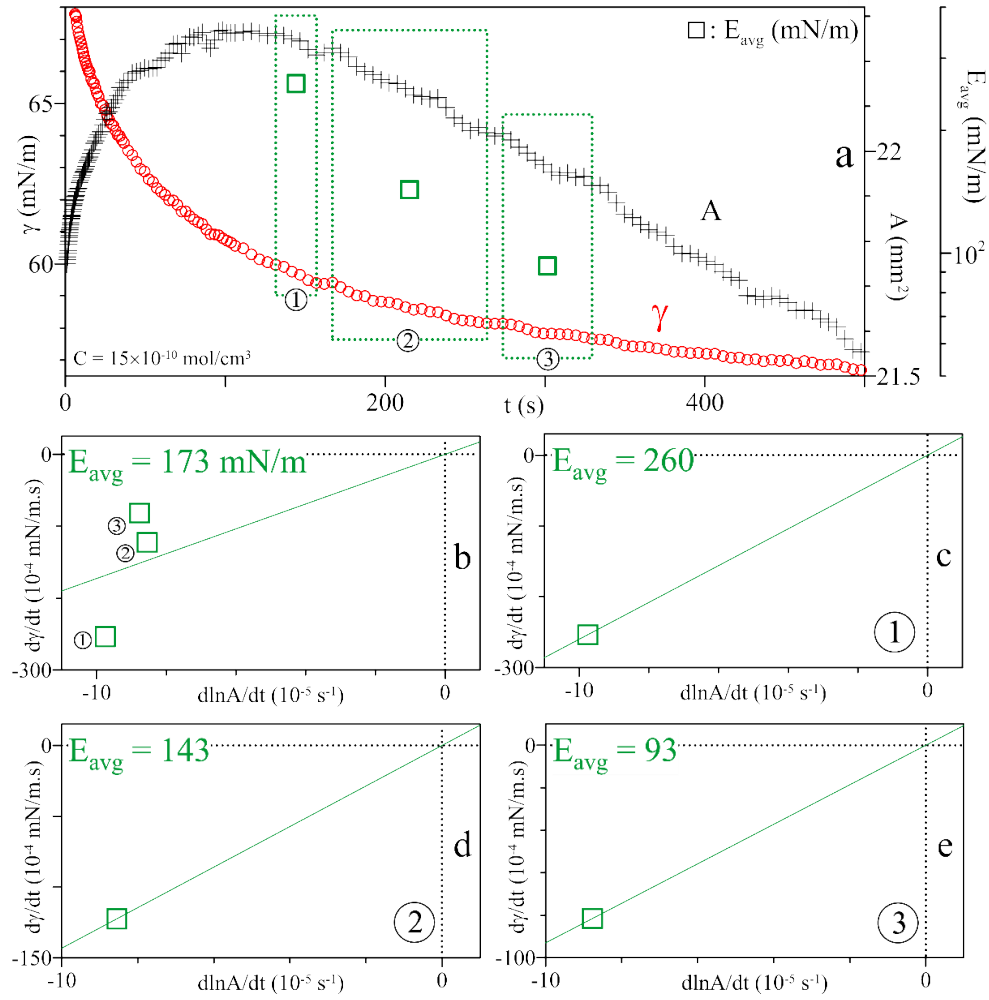 □: E_avg (mN/m)
γ (mN/m)
65
60
a
A
γ
22
21.5
A (mm²)
10²
E_avg (mN/m)
①
②
③
C = 15×10⁻¹⁰ mol/cm³
0
200
400
t (s)
E_avg = 173 mN/m
0
-300
dγ/dt (10⁻⁴ mN/m.s)
③
②
①
b
-10
0
dlnA/dt (10⁻⁵ s⁻¹)
E_avg = 260
0
-300
dγ/dt (10⁻⁴ mN/m.s)
c
①
-10
0
dlnA/dt (10⁻⁵ s⁻¹)
E_avg = 143
0
-150
dγ/dt (10⁻⁴ mN/m.s)
d
②
-10
0
dlnA/dt (10⁻⁵ s⁻¹)
E_avg = 93
0
-100
dγ/dt (10⁻⁴ mN/m.s)
e
③
-10
0
dlnA/dt (10⁻⁵ s⁻¹)